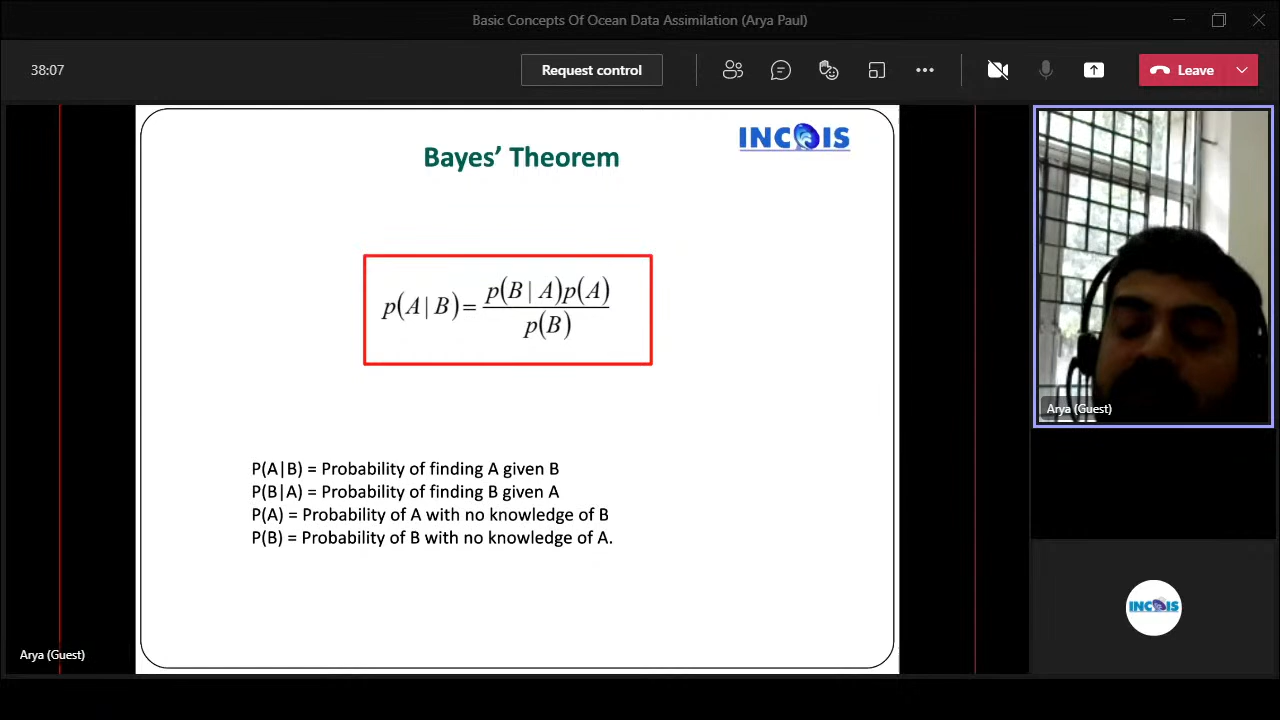 Basic Concepts Of Ocean Data Assimilation (Arya Paul)
38:07
Request control
Leave
Bayes' Theorem
INCOIS
p(A | B) = p(B | A)p(A) / p(B)
P(A|B) = Probability of finding A given B
P(B|A) = Probability of finding B given A
P(A) = Probability of A with no knowledge of B
P(B) = Probability of B with no knowledge of A.
Arya (Guest)
Arya (Guest)
INCOIS